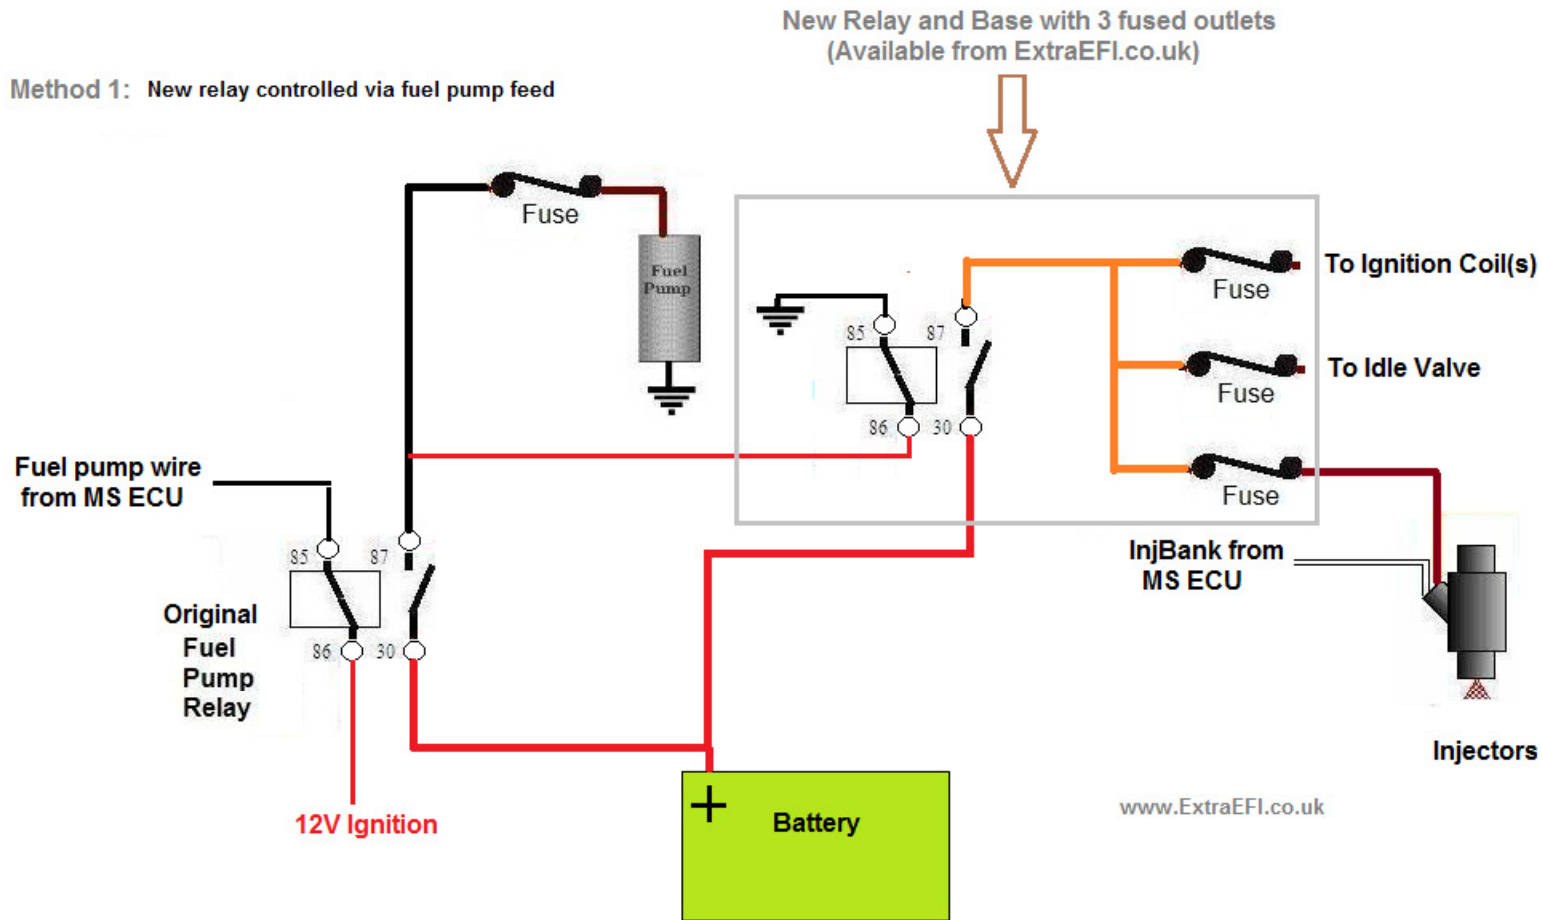 New Relay and Base with 3 fused outlets
(Available from ExtraEFI.co.uk)
Method 1: New relay controlled via fuel pump feed
Fuse
Fuel
Pump
To Ignition Coil(s)
Fuse
85
87
To Idle Valve
Fuse
86
30
Fuel pump wire
from MS ECU
Fuse
85
87
InjBank from
MS ECU
Original
Fuel
Pump
Relay
86
30
Injectors
12V Ignition
+
Battery
www.ExtraEFI.co.uk